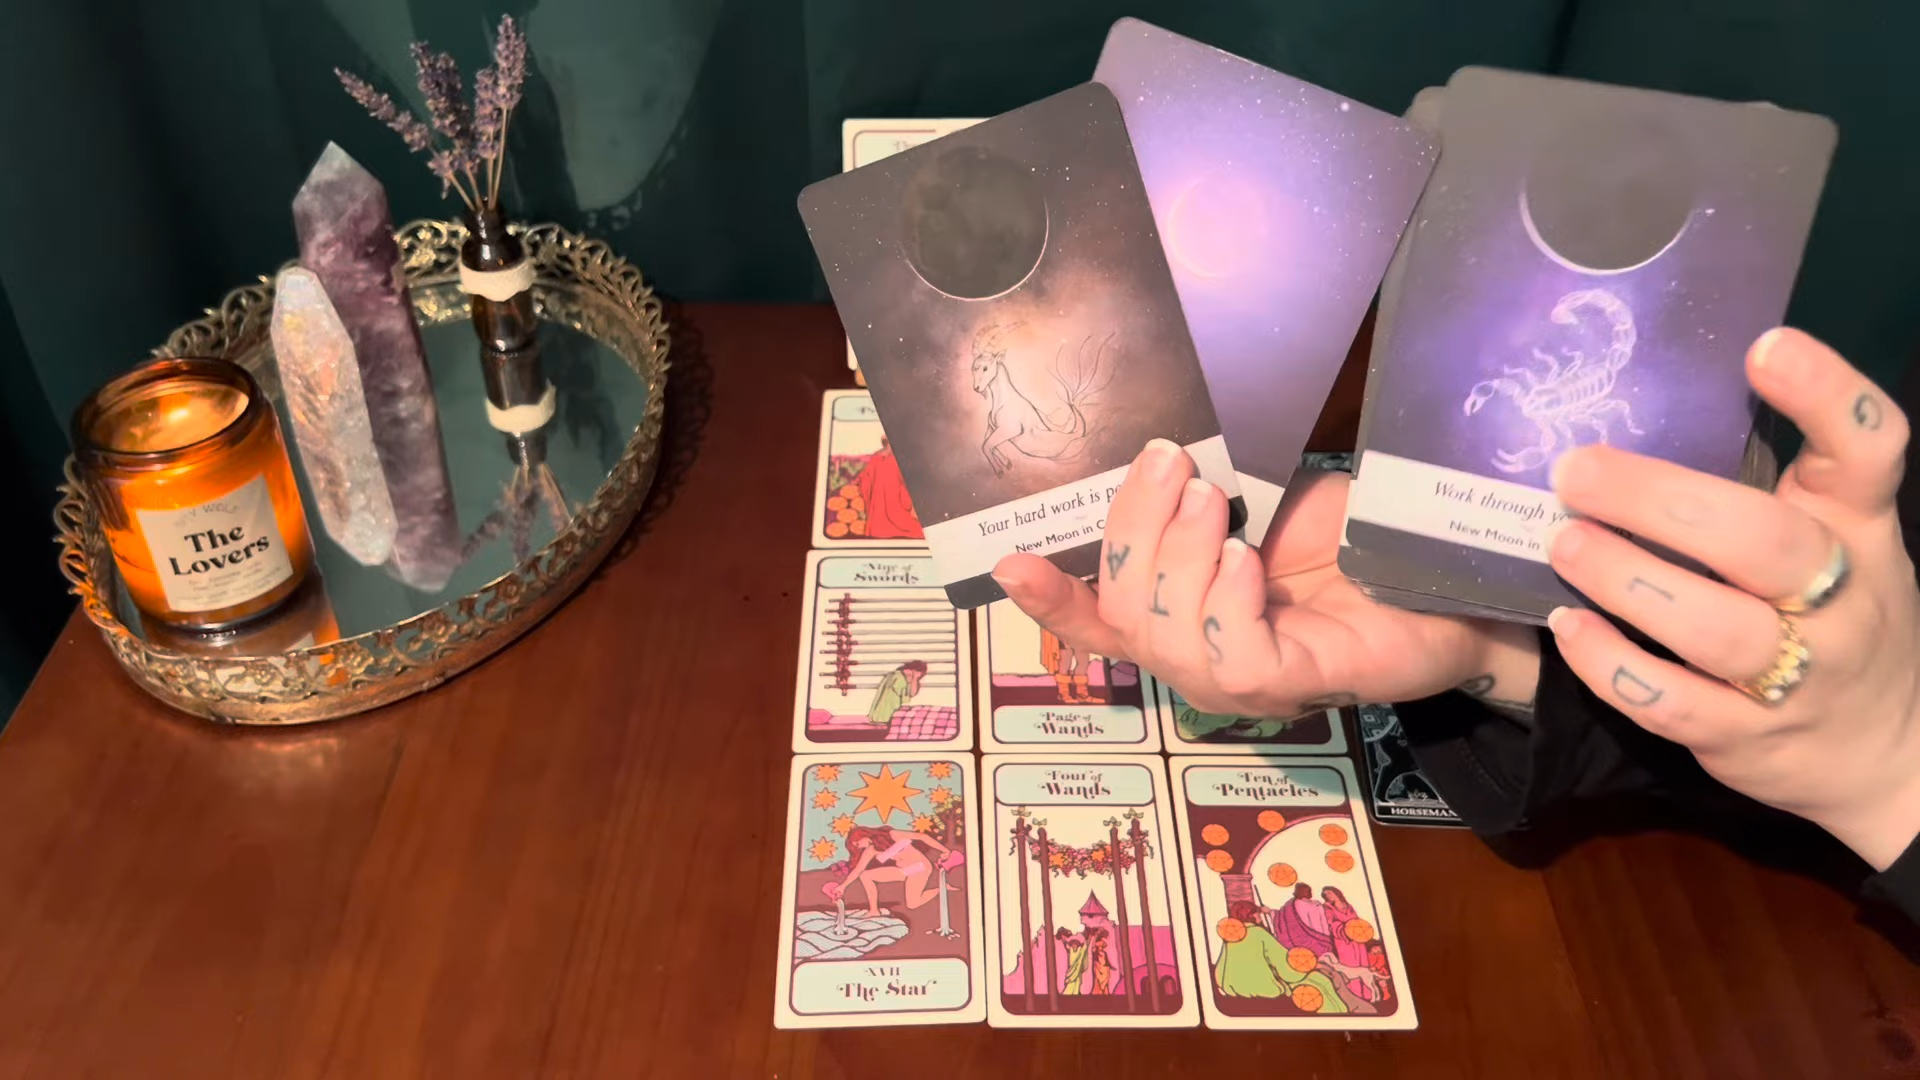 The
Lovers
Your hard work is
New Moon in
Work through
New Moon in
Nine of
Swords
Page of
Wands
XVII
The Star
Four of
Wands
Ten of
Pentacles
HORSEMAN
A
T
S
L
D